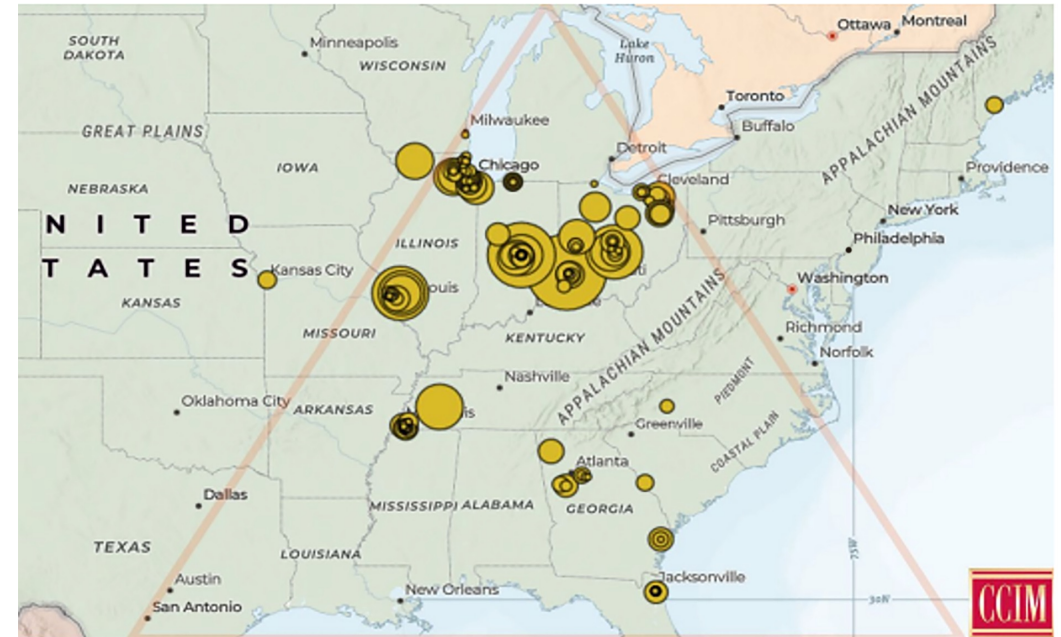 Ottawa
Montreal
SOUTH
DAKOTA
Minneapolis
WISCONSIN
Lake
Huron
APPALACHIAN MOUNTAINS
Toronto
Milwaukee
Buffalo
GREAT PLAINS
Detroit
IOWA
Chicago
Providence
NEBRASKA
Cleveland
New York
NITED
Pittsburgh
Philadelphia
ILLINOIS
TATES
Kansas City
Washington
KANSAS
MISSOURI
KENTUCKY
Richmond
Norfolk
APPALACHIAN MOUNTAINS
Nashville
PIEDMONT
Oklahoma City
ARKANSAS
Greenville
COASTAL PLAIN
Atlanta
Dallas
MISSISSIPPI
ALABAMA
GEORGIA
TEXAS
LOUISIANA
75W
Austin
New Orleans
Jacksonville
30N
San Antonio
CCIM